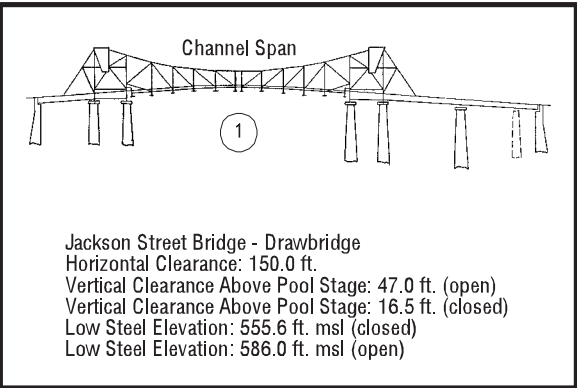 Channel Span
1
Jackson Street Bridge - Drawbridge
Horizontal Clearance: 150.0 ft.
Vertical Clearance Above Pool Stage: 47.0 ft. (open)
Vertical Clearance Above Pool Stage: 16.5 ft. (closed)
Low Steel Elevation: 555.6 ft. msl (closed)
Low Steel Elevation: 586.0 ft. msl (open)